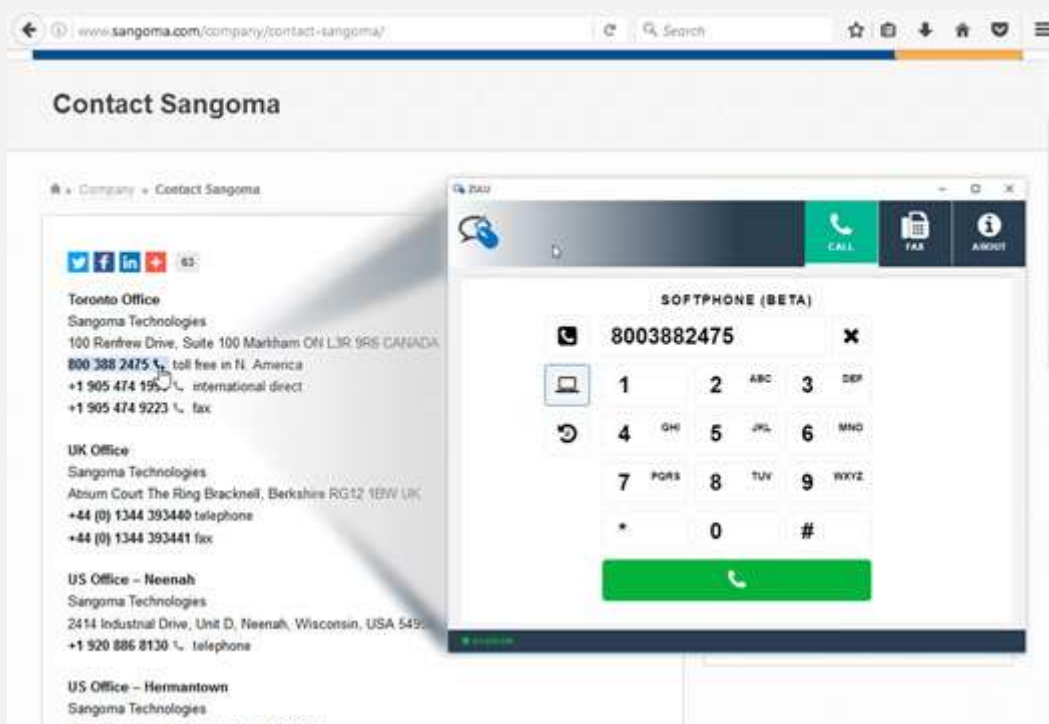 www.sangoma.com/company/contact-sangoma/
Search
Contact Sangoma
Company » Contact Sangoma
63
Toronto Office
Sangoma Technologies
100 Renfrew Drive, Suite 100 Markham ON L3R 9R6 CANADA
800 388 2475 toll free in N. America
+1 905 474 international direct
+1 905 474 9223 fax
UK Office
Sangoma Technologies
Atrium Court The Ring Bracknell, Berkshire RG12 1BW UK
+44 (0) 1344 393440 telephone
+44 (0) 1344 393441 fax
US Office – Neenah
Sangoma Technologies
2414 Industrial Drive, Unit D, Neenah, Wisconsin, USA
+1 920 886 8130 telephone
US Office – Hermantown
Sangoma Technologies
ZULU
CALL
FAX
ABOUT
SOFTPHONE (BETA)
8003882475
1 2 ABC 3 DEF
4 GHI 5 JKL 6 MNO
7 PQRS 8 TUV 9 WXYZ
* 0 #